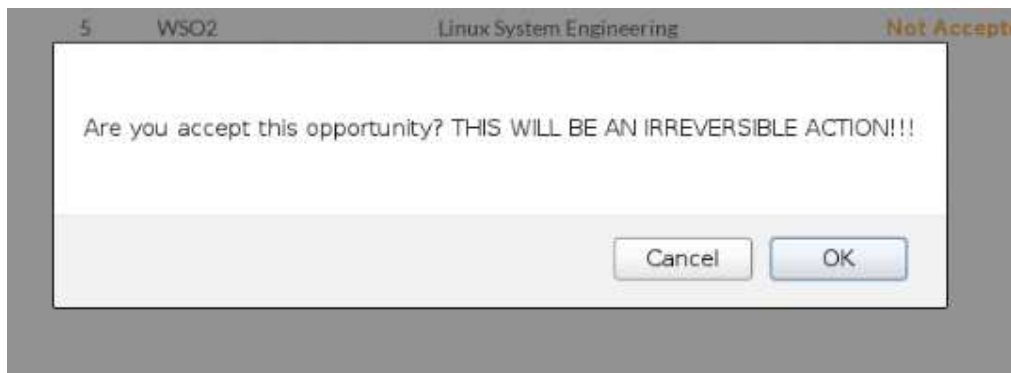 5 WSO2 Linux System Engineering Not Accept
Are you accept this opportunity? THIS WILL BE AN IRREVERSIBLE ACTION!!!
Cancel OK